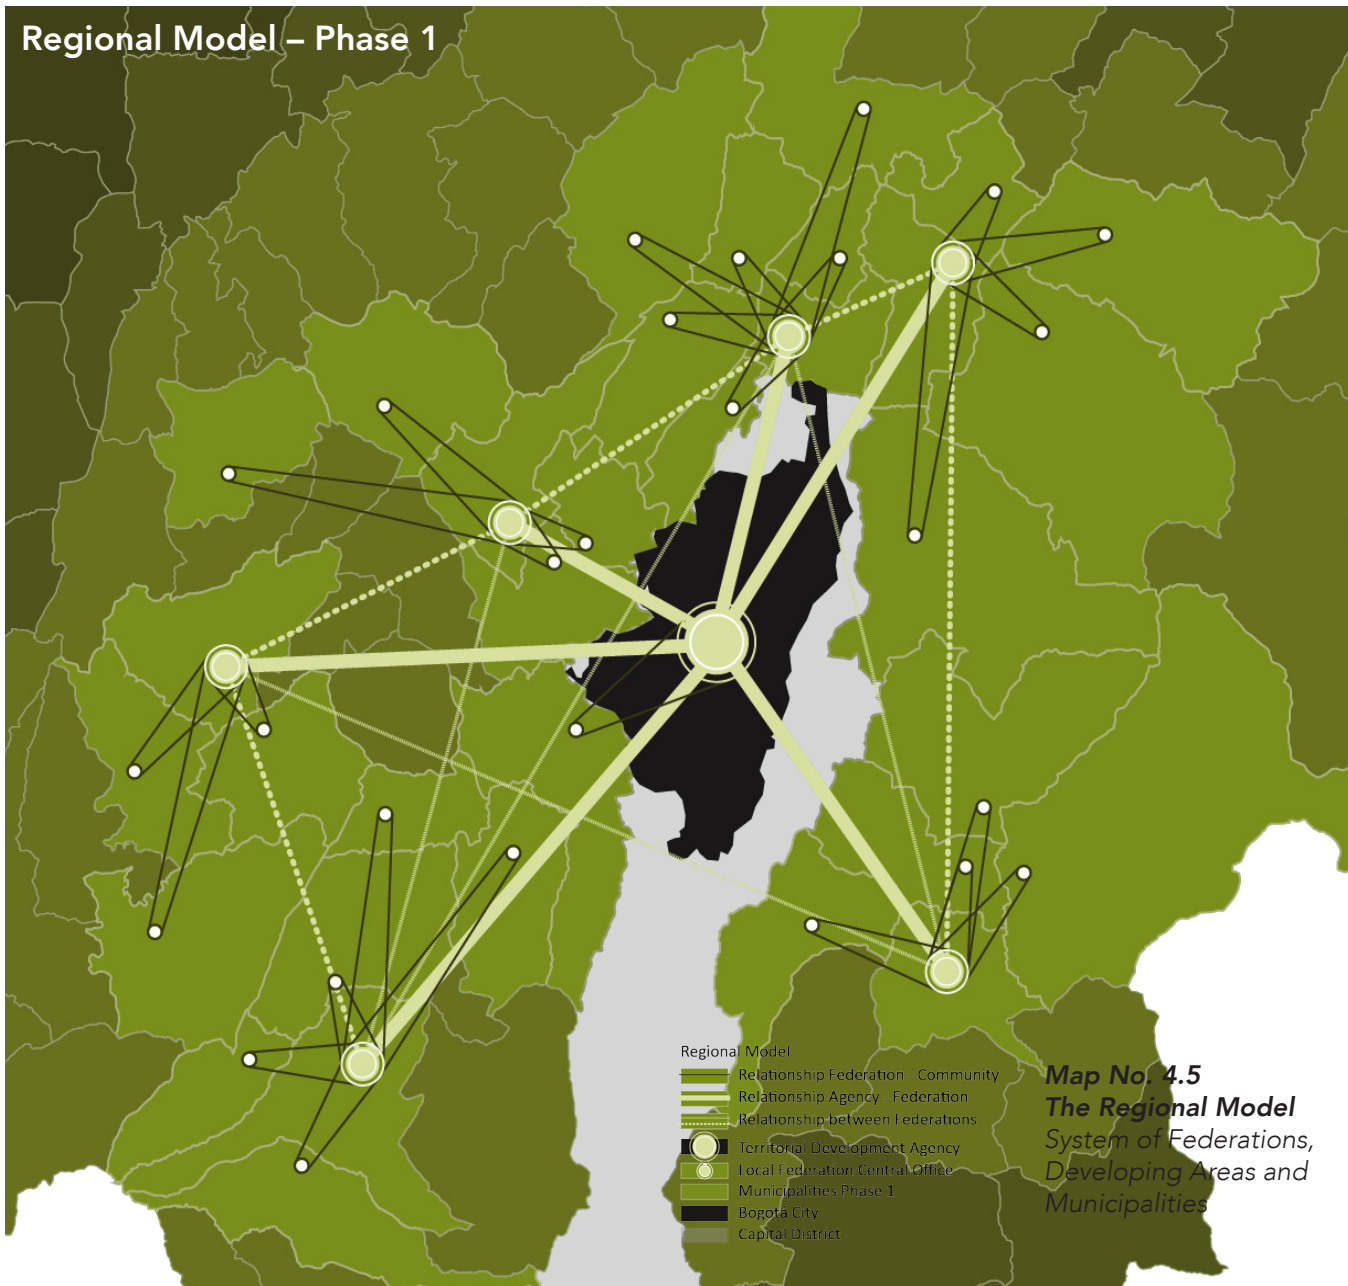 Regional Model – Phase 1
Regional Model
Relationship Federation - Community
Relationship Agency - Federation
Relationship between Federations
Territorial Development Agency
Local Federation Central Office
Municipalities Phase 1
Bogotá City
Capital District
Map No. 4.5
The Regional Model
System of Federations,
Developing Areas and
Municipalities